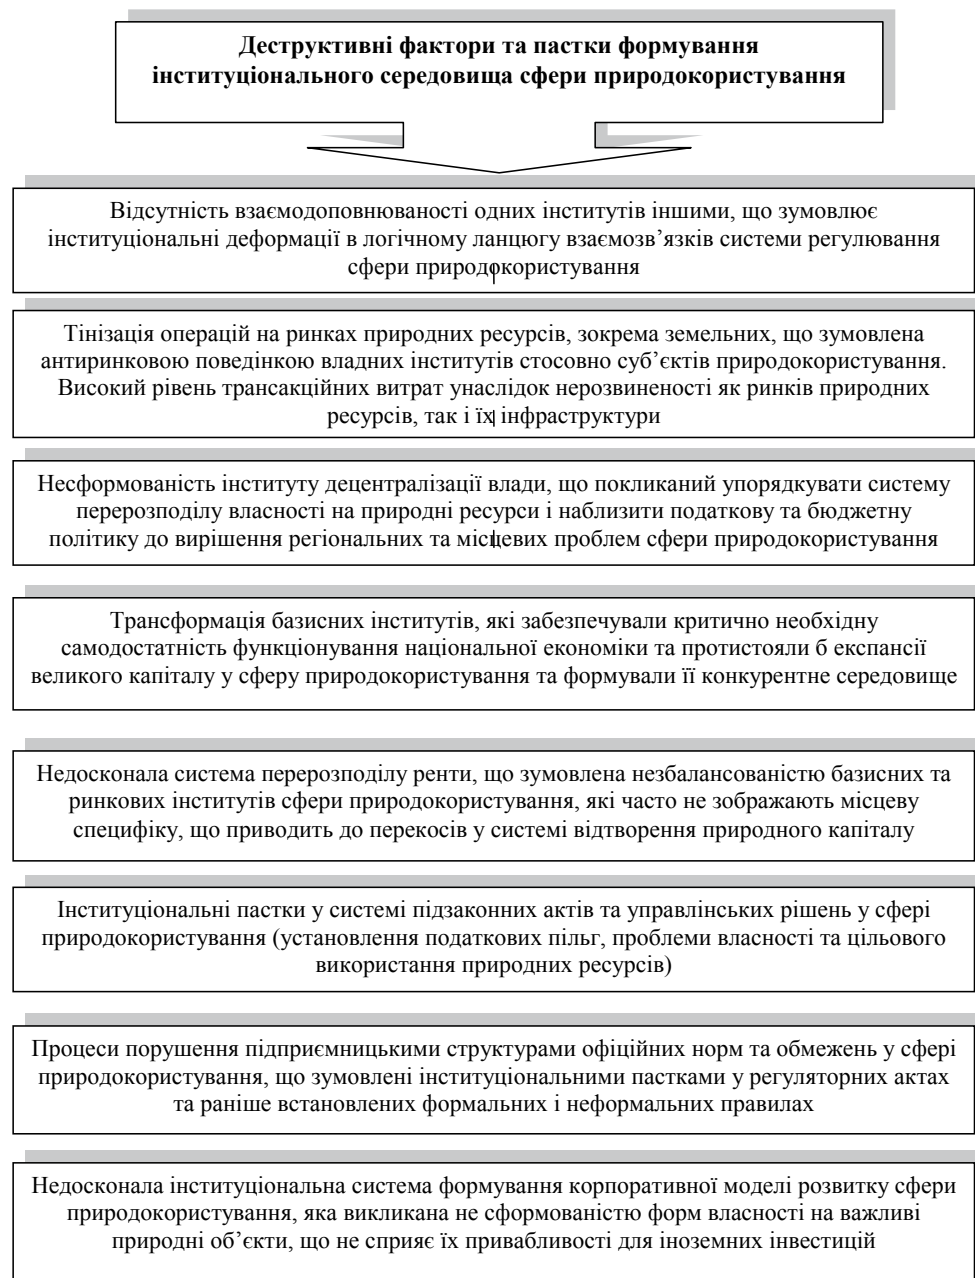 Деструктивні фактори та пастки формування
інституціонального середовища сфери природокористування
Відсутність взаємодоповнюваності одних інститутів іншими, що зумовлює
інституціональні деформації в логічному ланцюгу взаємозв’язків системи регулювання
сфери природокористування
Тінізація операцій на ринках природних ресурсів, зокрема земельних, що зумовлена
антиринковою поведінкою владних інститутів стосовно суб’єктів природокористування.
Високий рівень трансакційних витрат унаслідок нерозвиненості як ринків природних
ресурсів, так і їх інфраструктури
Несформованість інституту децентралізації влади, що покликаний упорядкувати систему
перерозподілу власності на природні ресурси і наблизити податкову та бюджетну
політику до вирішення регіональних та місцевих проблем сфери природокористування
Трансформація базисних інститутів, які забезпечували критично необхідну
самодостатність функціонування національної економіки та протистояли б експансії
великого капіталу у сферу природокористування та формували її конкурентне середовище
Недосконала система перерозподілу ренти, що зумовлена незбалансованістю базисних та
ринкових інститутів сфери природокористування, які часто не зображають місцеву
специфіку, що приводить до перекосів у системі відтворення природного капіталу
Інституціональні пастки у системі підзаконних актів та управлінських рішень у сфері
природокористування (установлення податкових пільг, проблеми власності та цільового
використання природних ресурсів)
Процеси порушення підприємницькими структурами офіційних норм та обмежень у сфері
природокористування, що зумовлені інституціональними пастками у регуляторних актах
та раніше встановлених формальних і неформальних правилах
Недосконала інституціональна система формування корпоративної моделі розвитку сфери
природокористування, яка викликана не сформованістю форм власності на важливі
природні об’єкти, що не сприяє їх привабливості для іноземних інвестицій